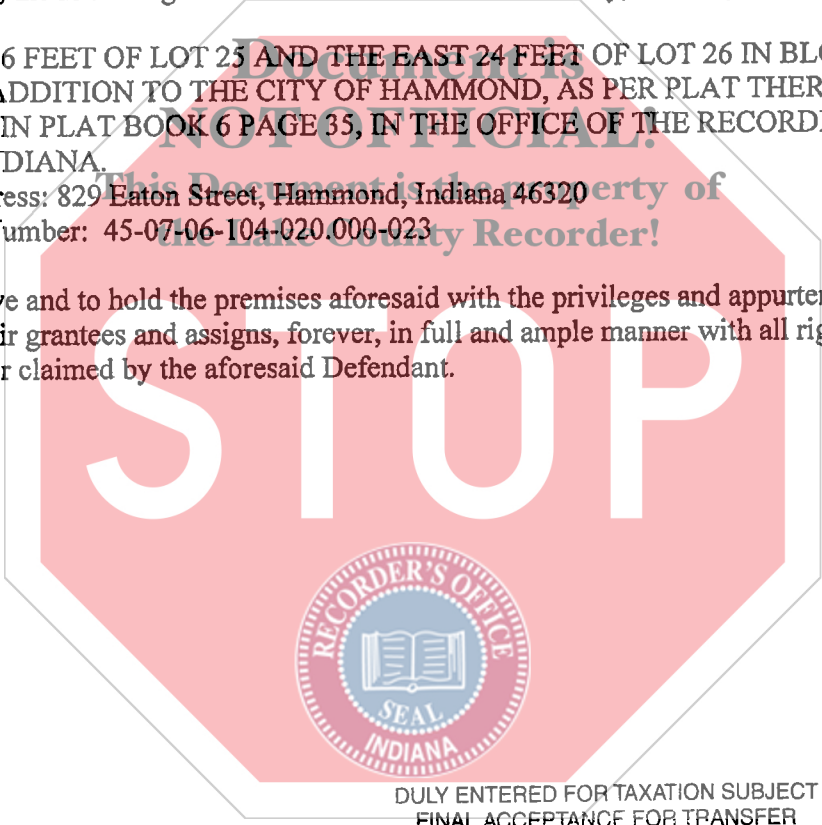 6 FEET OF LOT 25 AND THE EAST 24 FEET OF LOT 26 IN BLO
ADDITION TO THE CITY OF HAMMOND, AS PER PLAT THER
IN PLAT BOOK 6 PAGE 35, IN THE OFFICE OF THE RECORD
DIANA.
ress: 829 Eaton Street, Hammond, Indiana 46320
umber: 45-07-06-104-020.000-023
Document is
NOT OFFICIAL!
This Document is the property of
the Lake County Recorder!
ve and to hold the premises aforesaid with the privileges and appurte
ir grantees and assigns, forever, in full and ample manner with all rig
r claimed by the aforesaid Defendant.
STOP
RECORDER'S OFFICE
SEAL
INDIANA
DULY ENTERED FOR TAXATION SUBJECT
FINAL ACCEPTANCE FOR TRANSFER